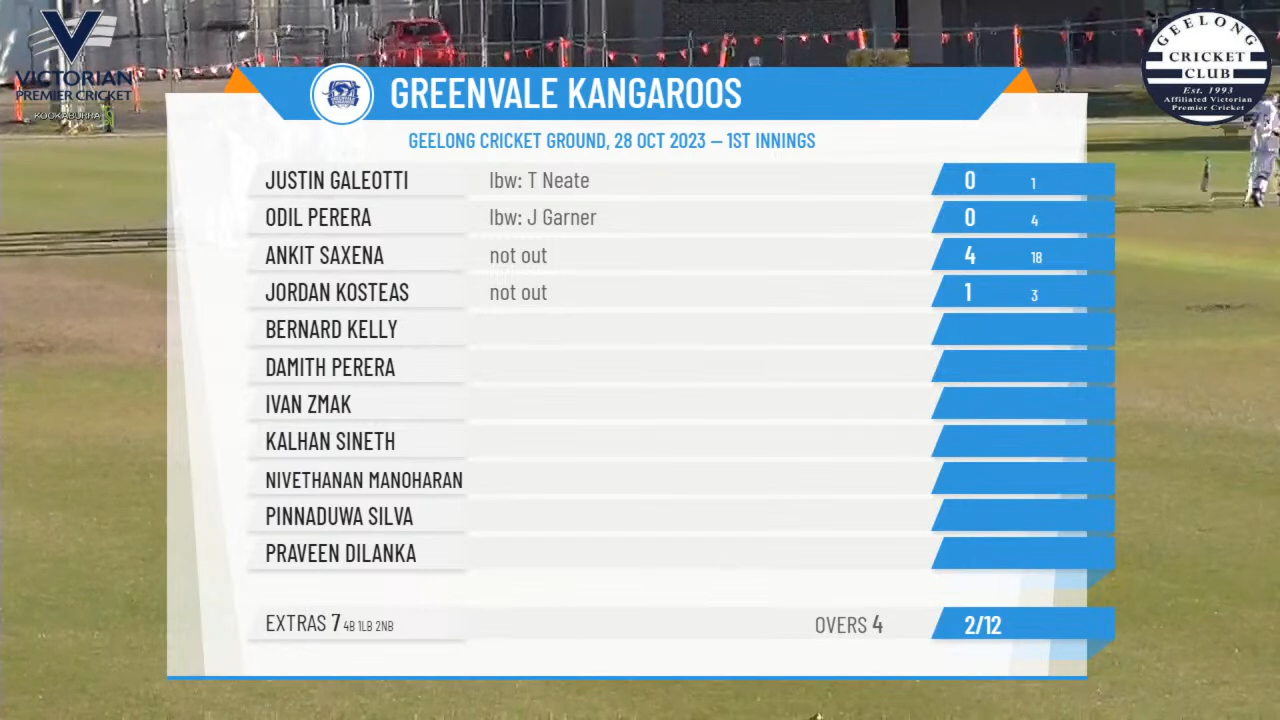 VICTORIAN
PREMIER CRICKET
KOOKABURRA
GEELONG
CRICKET
CLUB
Est. 1993
Affiliated Victorian
Premier Cricket
GREENVALE KANGAROOS
GEELONG CRICKET GROUND, 28 OCT 2023 – 1ST INNINGS
JUSTIN GALEOTTI lbw: T Neate 0 1
ODIL PERERA lbw: J Garner 0 4
ANKIT SAXENA not out 4 18
JORDAN KOSTEAS not out 1 3
BERNARD KELLY
DAMITH PERERA
IVAN ZMAK
KALHAN SINETH
NIVETHANAN MANOHARAN
PINNADUWA SILVA
PRAVEEN DILANKA
EXTRAS 7 4B 1LB 2NB OVERS 4 2/12